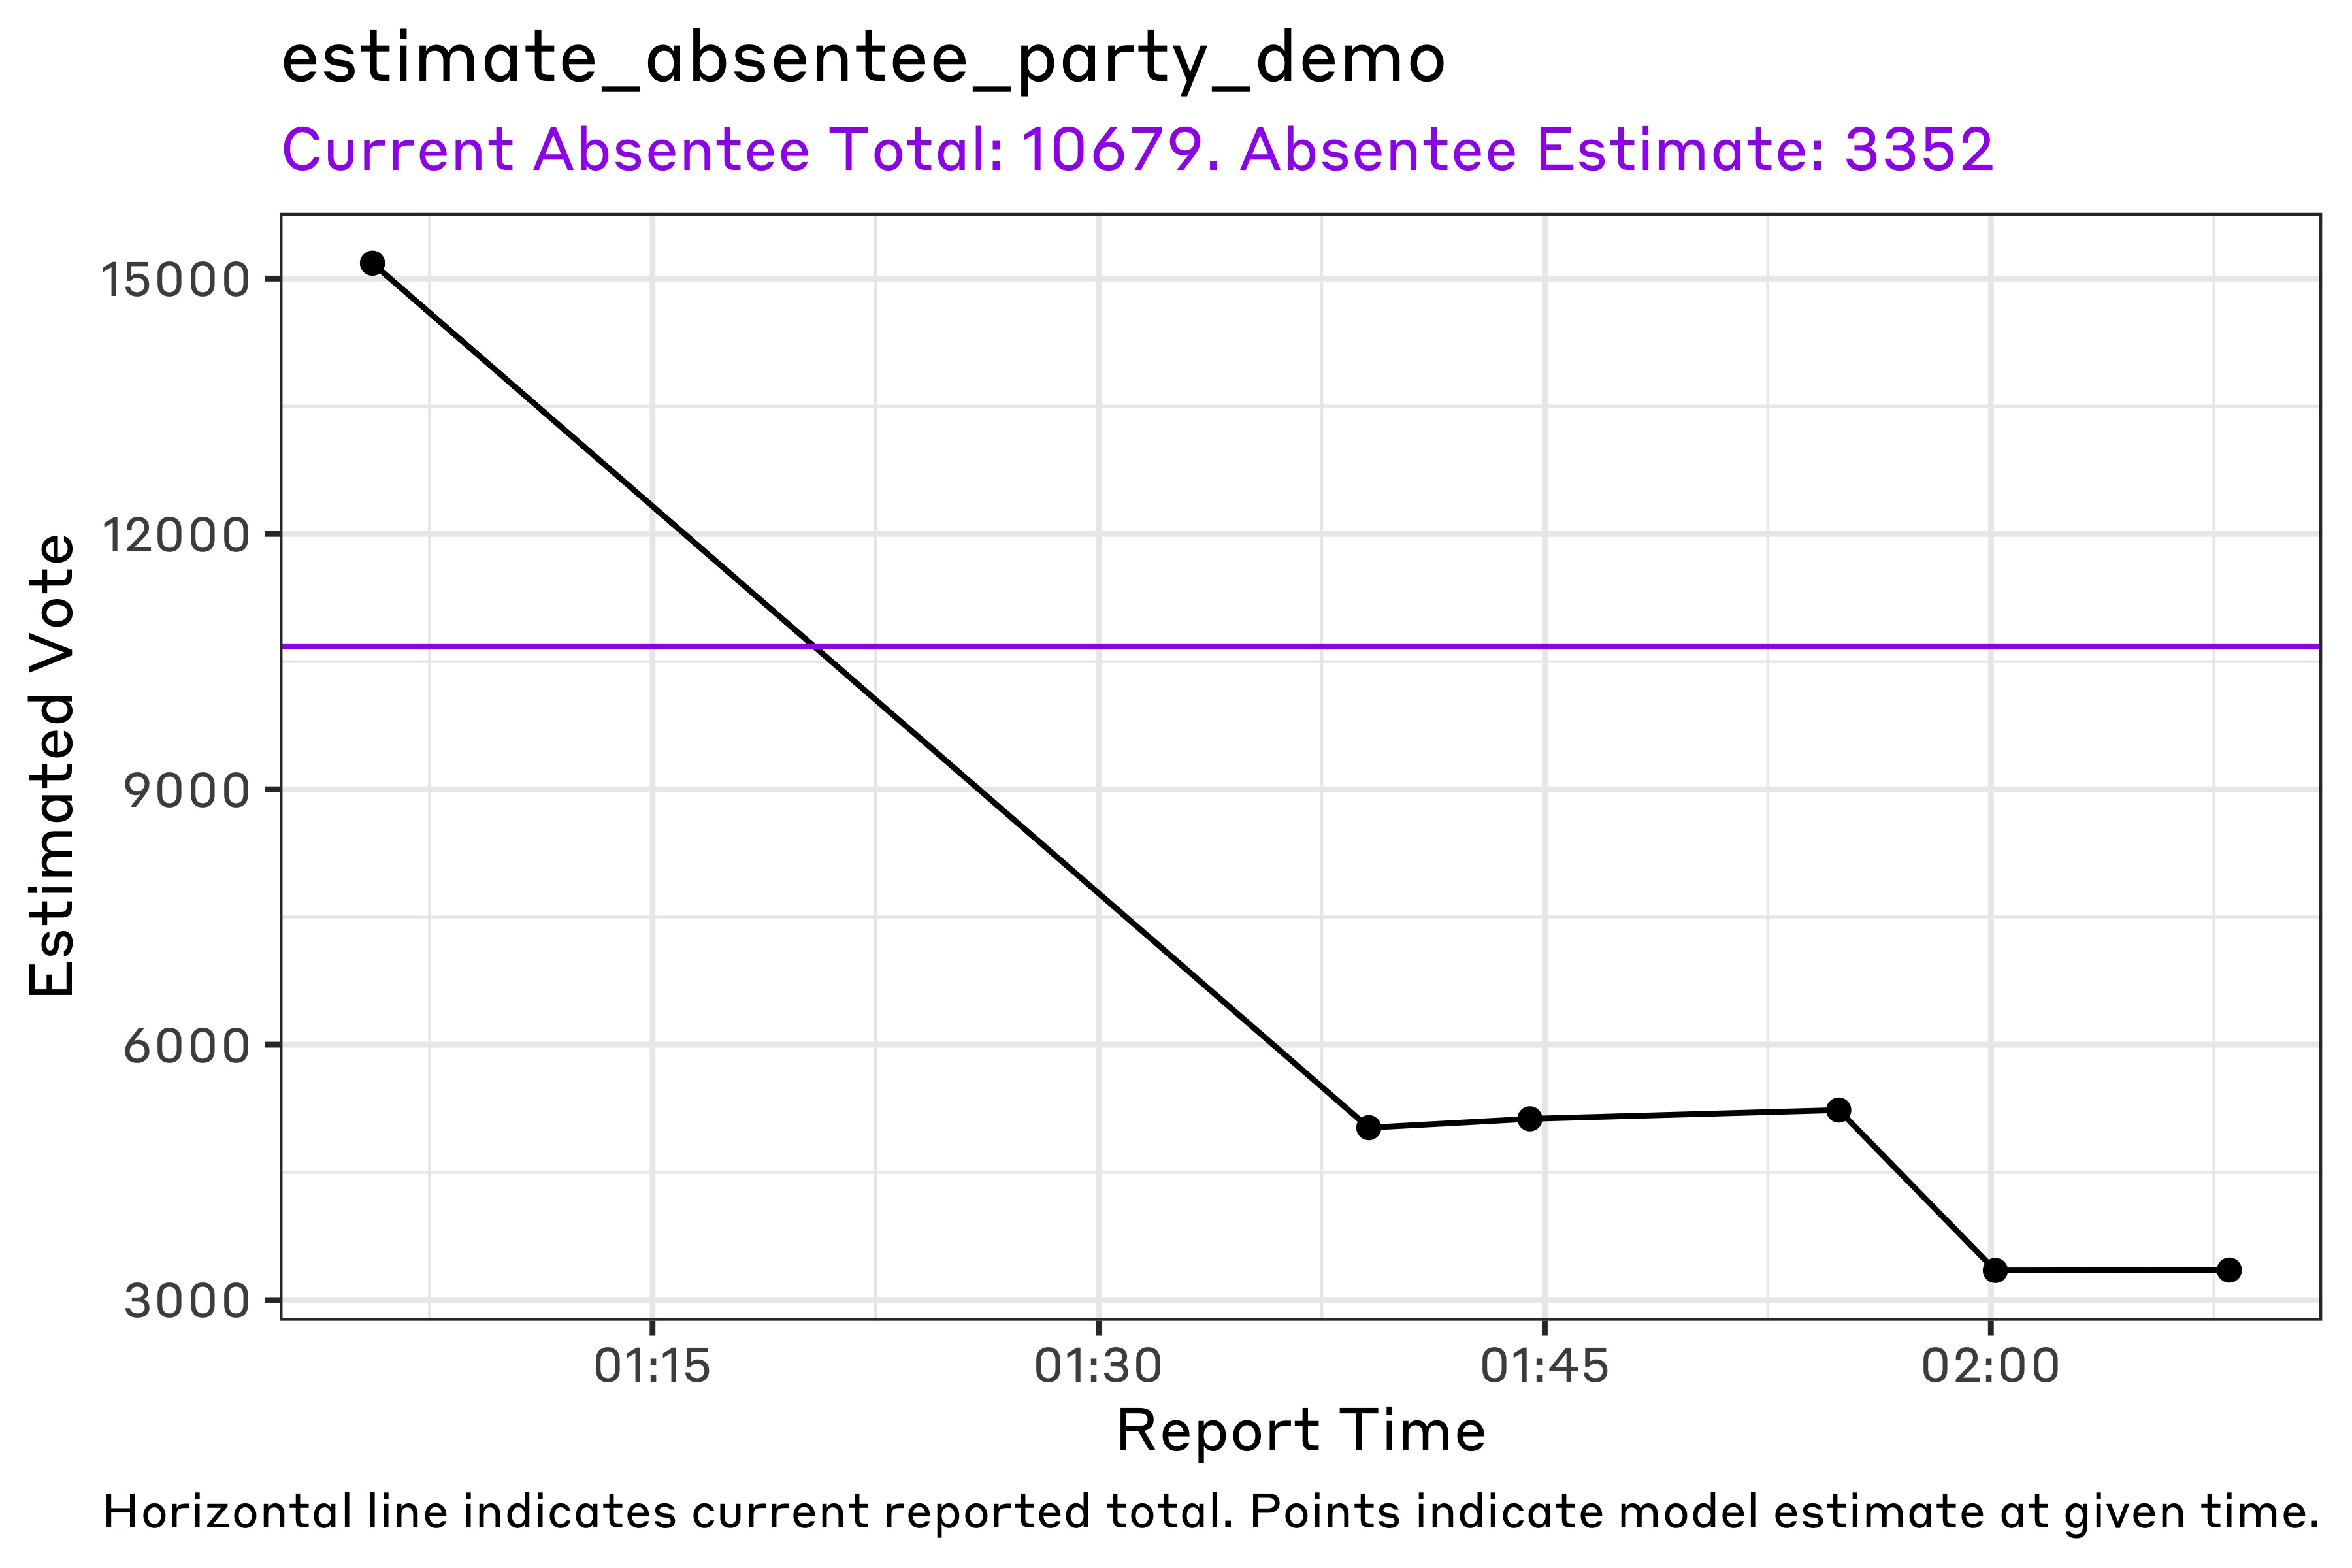 estimate_absentee_party_demo
Current Absentee Total: 10679. Absentee Estimate: 3352
Estimated Vote
15000
12000
9000
6000
3000
01:15 01:30 01:45 02:00
Report Time
Horizontal line indicates current reported total. Points indicate model estimate at given time.